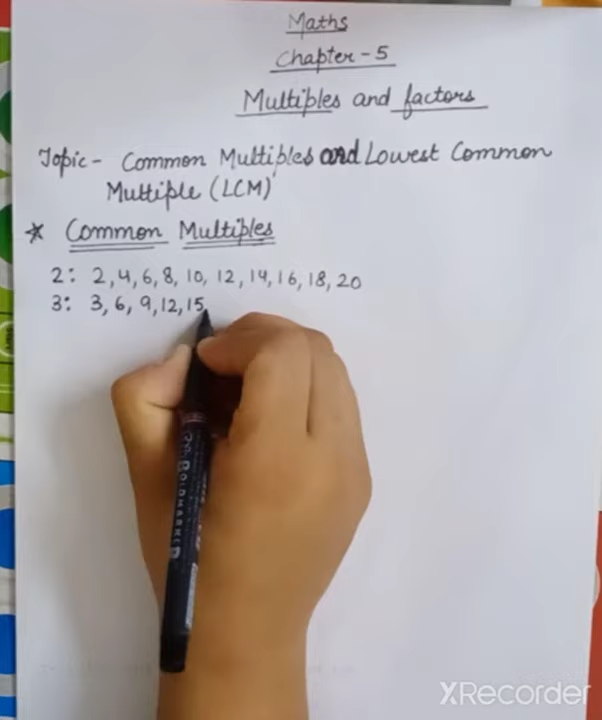 Maths
Chapter - 5
Multiples and factors
Topic - Common Multiples and Lowest Common
Multiple (LCM)
* Common Multiples
2: 2, 4, 6, 8, 10, 12, 14, 16, 18, 20
3: 3, 6, 9, 12, 15,
BOLDMARKER
XRecorder